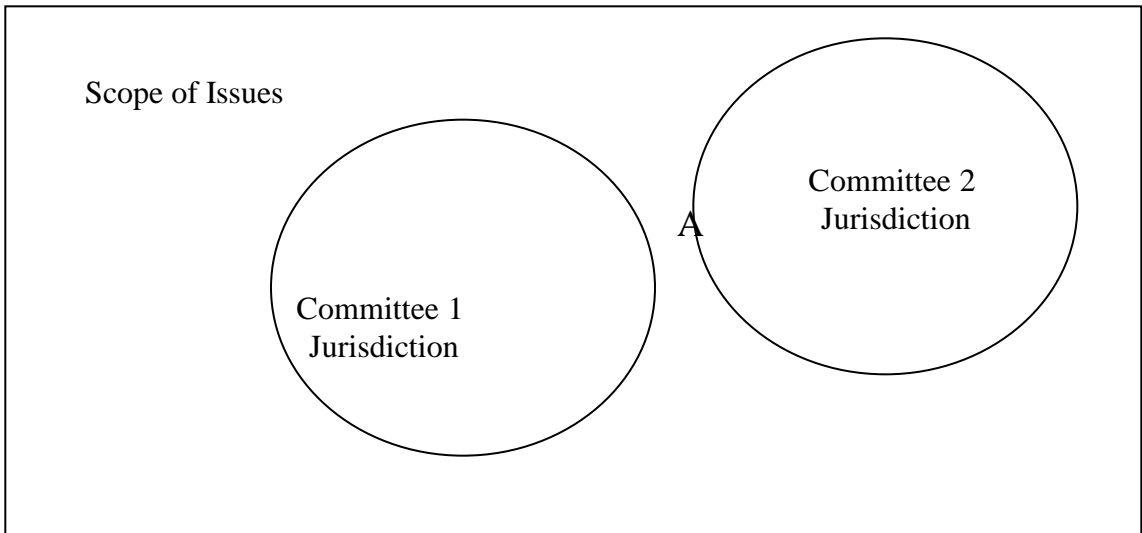 Scope of Issues
Committee 2
Jurisdiction
A
Committee 1
Jurisdiction